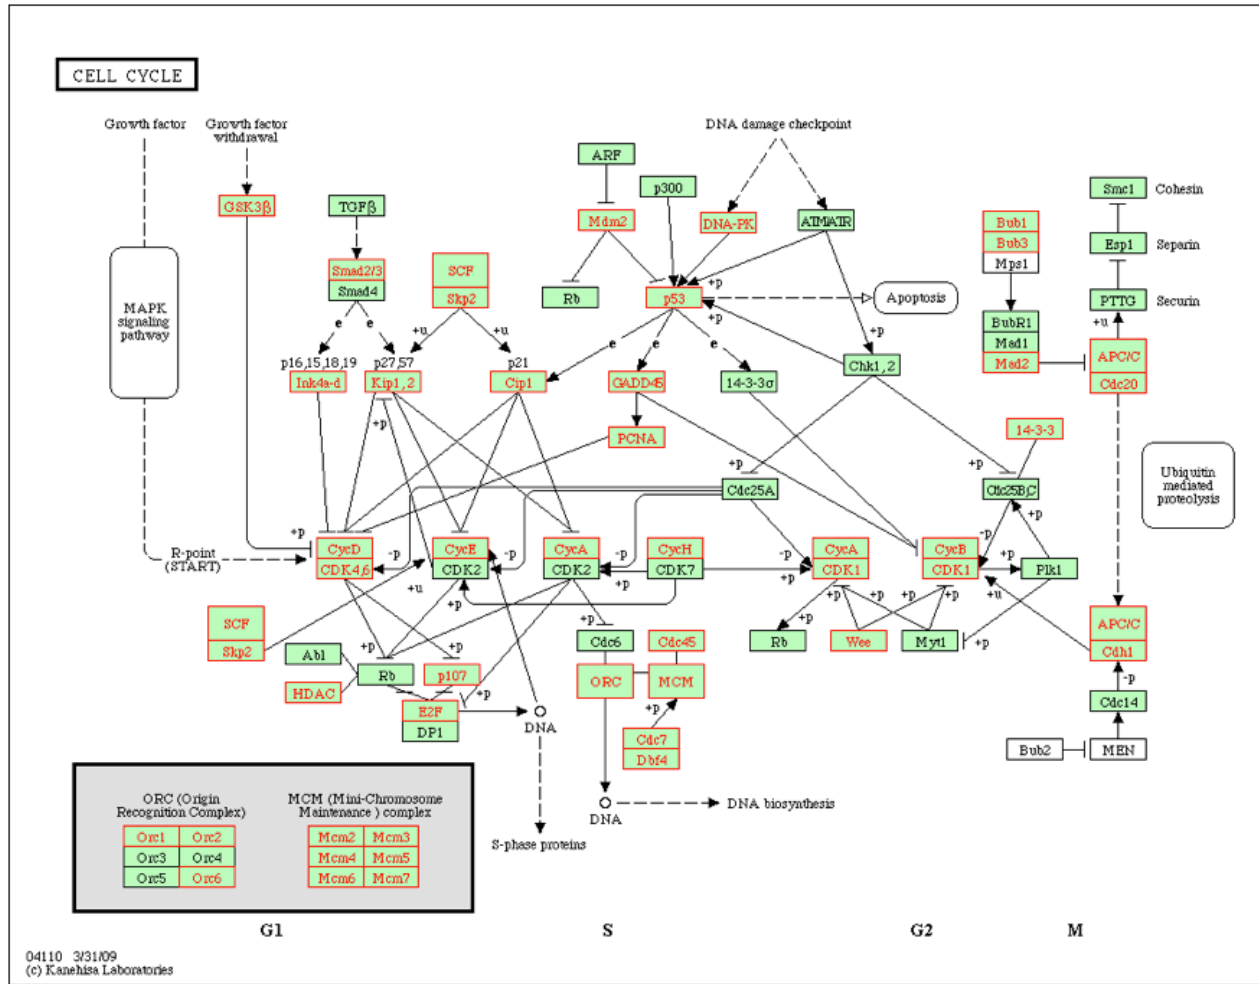 CELL CYCLE
Growth factor
Growth factor
withdrawal
DNA damage checkpoint
ARF
p300
Smc1
Cohesin
GSK3β
TGFβ
Mdm2
DNA-PK
ATM/ATR
Bub1
Bub3
Mps1
Esp1
Separin
MAPK
signaling
pathway
Smad2/3
Smad4
SCF
Skp2
Rb
p53
+p
+p
Apoptosis
PTTG
Securin
BubR1
Mad1
Mad2
+u
APC/C
Cdc20
e
e
+u
+u
e
e
e
+p
p16,15,18,19
Ink4a-d
p27,57
Kip1,2
p21
Cip1
GADD45
14-3-3σ
Chk1,2
+p
PCNA
14-3-3
+p
+p
Cdc25A
Cdc25B,C
Ubiquitin
mediated
proteolysis
+p
R-point
(START)
CycD
CDK4,6
-p
CycE
CDK2
-p
CycA
CDK2
-p
CycH
CDK7
+p
-p
CycA
CDK1
CycB
CDK1
-p
+p
+p
Plk1
+u
+p
+p
+p
+p
+p
+u
+p
+p
SCF
Skp2
Abl
HDAC
Rb
+p
+p
p107
+p
E2F
DP1
DNA
Cdc6
Cdc45
ORC
MCM
+p
Cdc7
Dbf4
Rb
Wee
Myt1
APC/C
Cdh1
-p
Cdc14
Bub2
MEN
DNA
DNA biosynthesis
S-phase proteins
ORC (Origin
Recognition Complex)
Orc1 Orc2
Orc3 Orc4
Orc5 Orc6
MCM (Mini-Chromosome
Maintenance ) complex
Mcm2 Mcm3
Mcm4 Mcm5
Mcm6 Mcm7
G1
S
G2
M
04110 3/31/09
(c) Kanehisa Laboratories